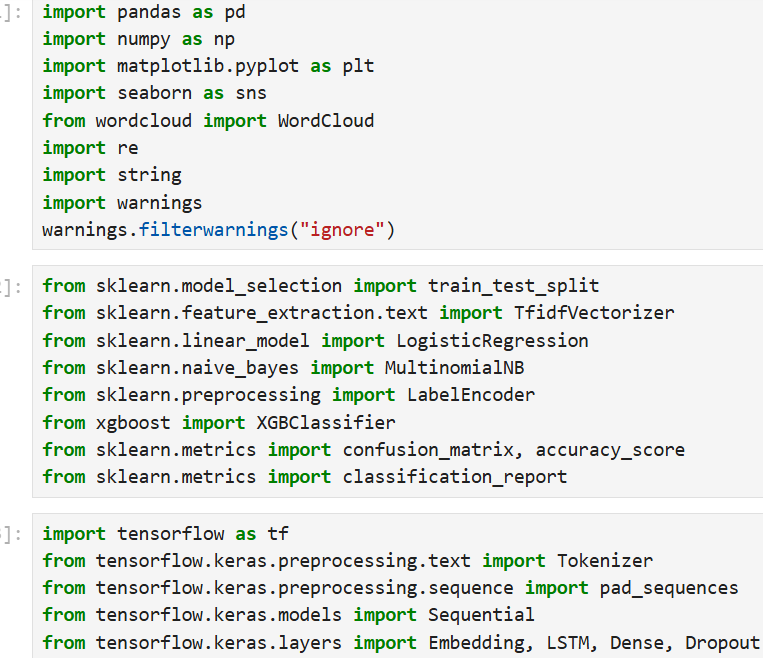 ]:
import pandas as pd
import numpy as np
import matplotlib.pyplot as plt
import seaborn as sns
from wordcloud import WordCloud
import re
import string
import warnings
warnings.filterwarnings("ignore")
]:
from sklearn.model_selection import train_test_split
from sklearn.feature_extraction.text import TfidfVectorizer
from sklearn.linear_model import LogisticRegression
from sklearn.naive_bayes import MultinomialNB
from sklearn.preprocessing import LabelEncoder
from xgboost import XGBClassifier
from sklearn.metrics import confusion_matrix, accuracy_score
from sklearn.metrics import classification_report
]:
import tensorflow as tf
from tensorflow.keras.preprocessing.text import Tokenizer
from tensorflow.keras.preprocessing.sequence import pad_sequences
from tensorflow.keras.models import Sequential
from tensorflow.keras.layers import Embedding, LSTM, Dense, Dropout